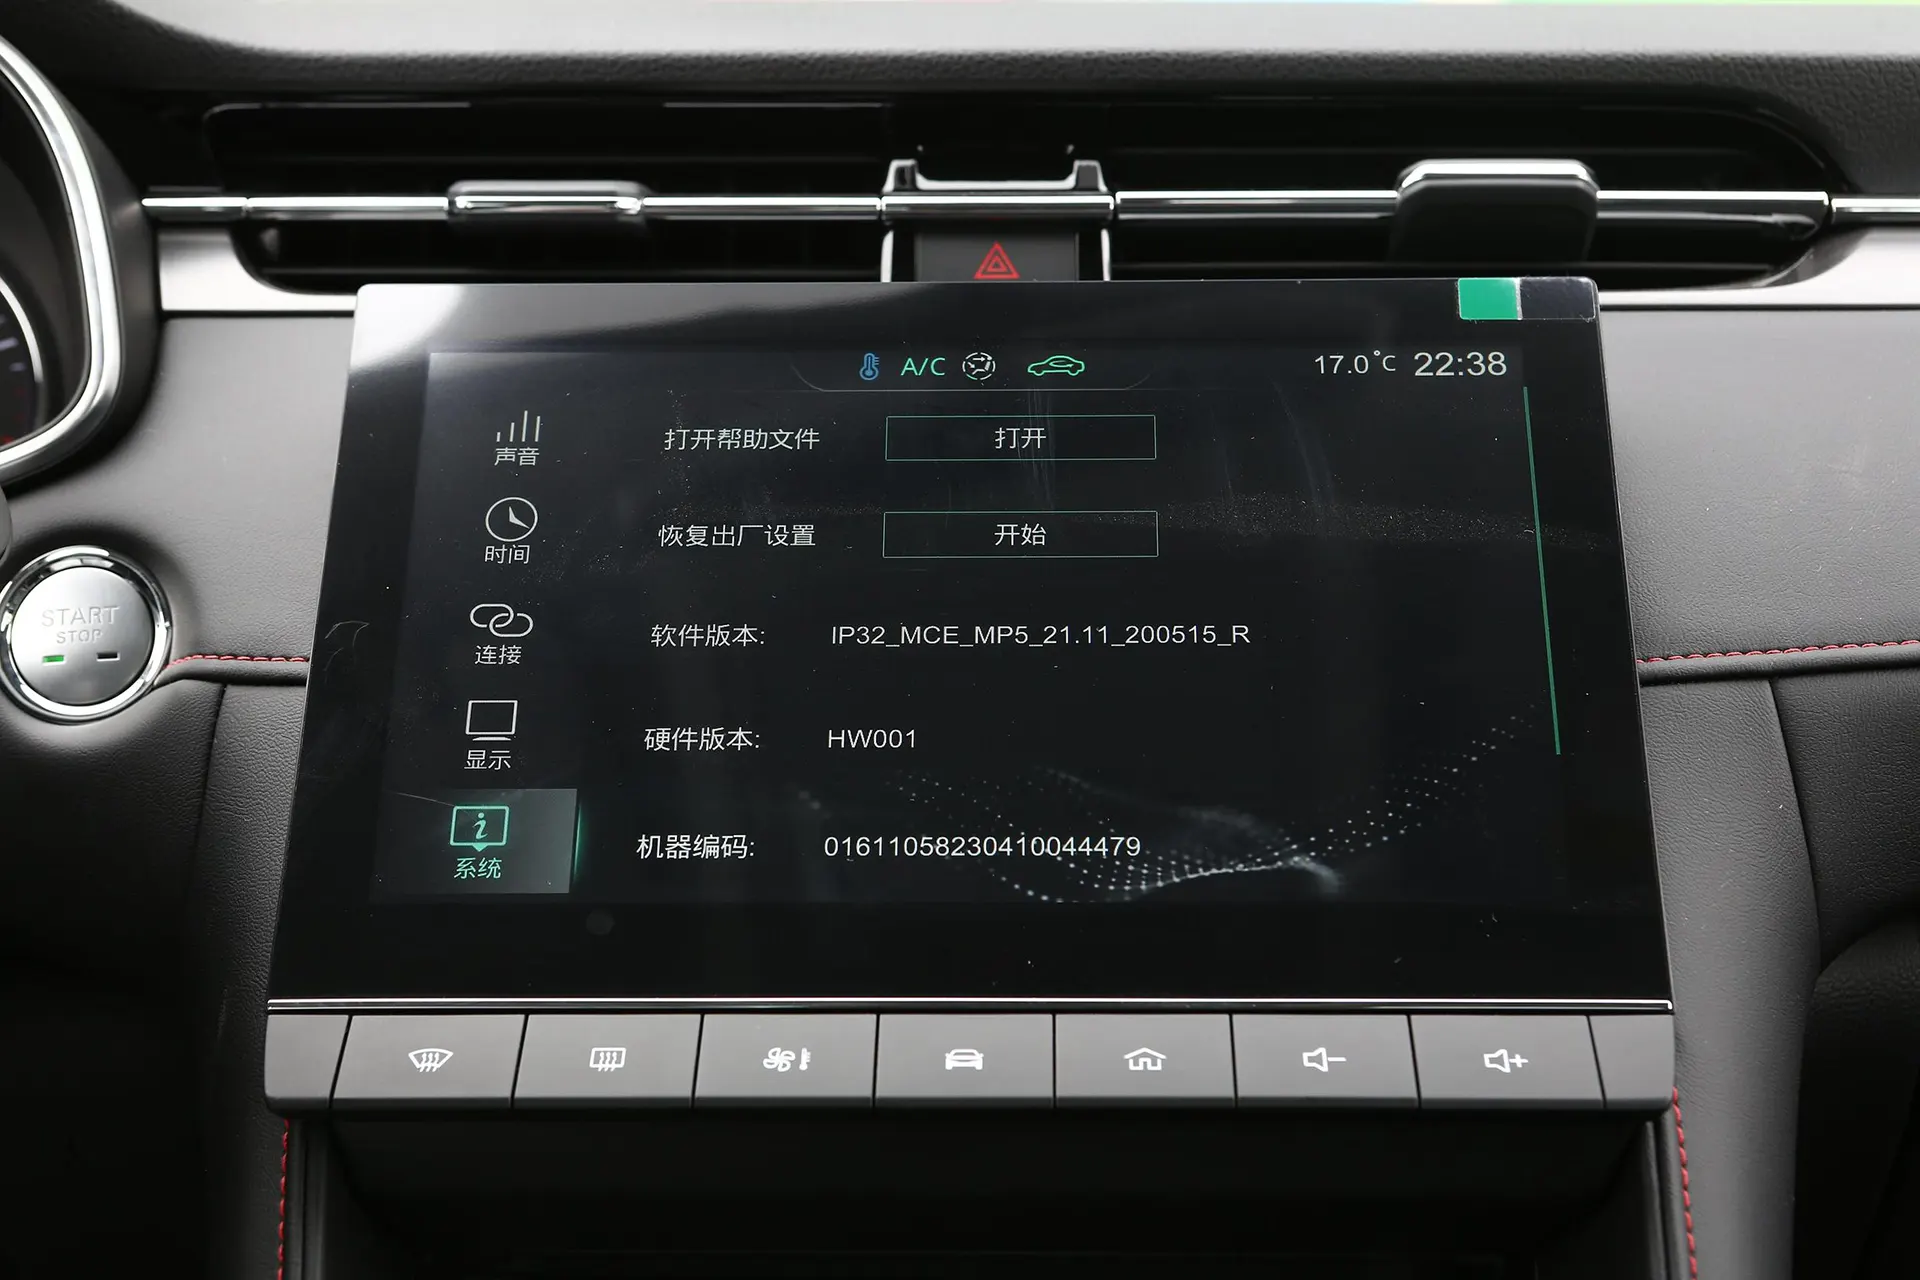 A/C
17.0°C 22:38
声音
打开帮助文件 打开
时间
恢复出厂设置 开始
连接
软件版本: IP32_MCE_MP5_21.11_200515_R
显示
硬件版本: HW001
系统
机器编码: 01611058230410044479
START
STOP